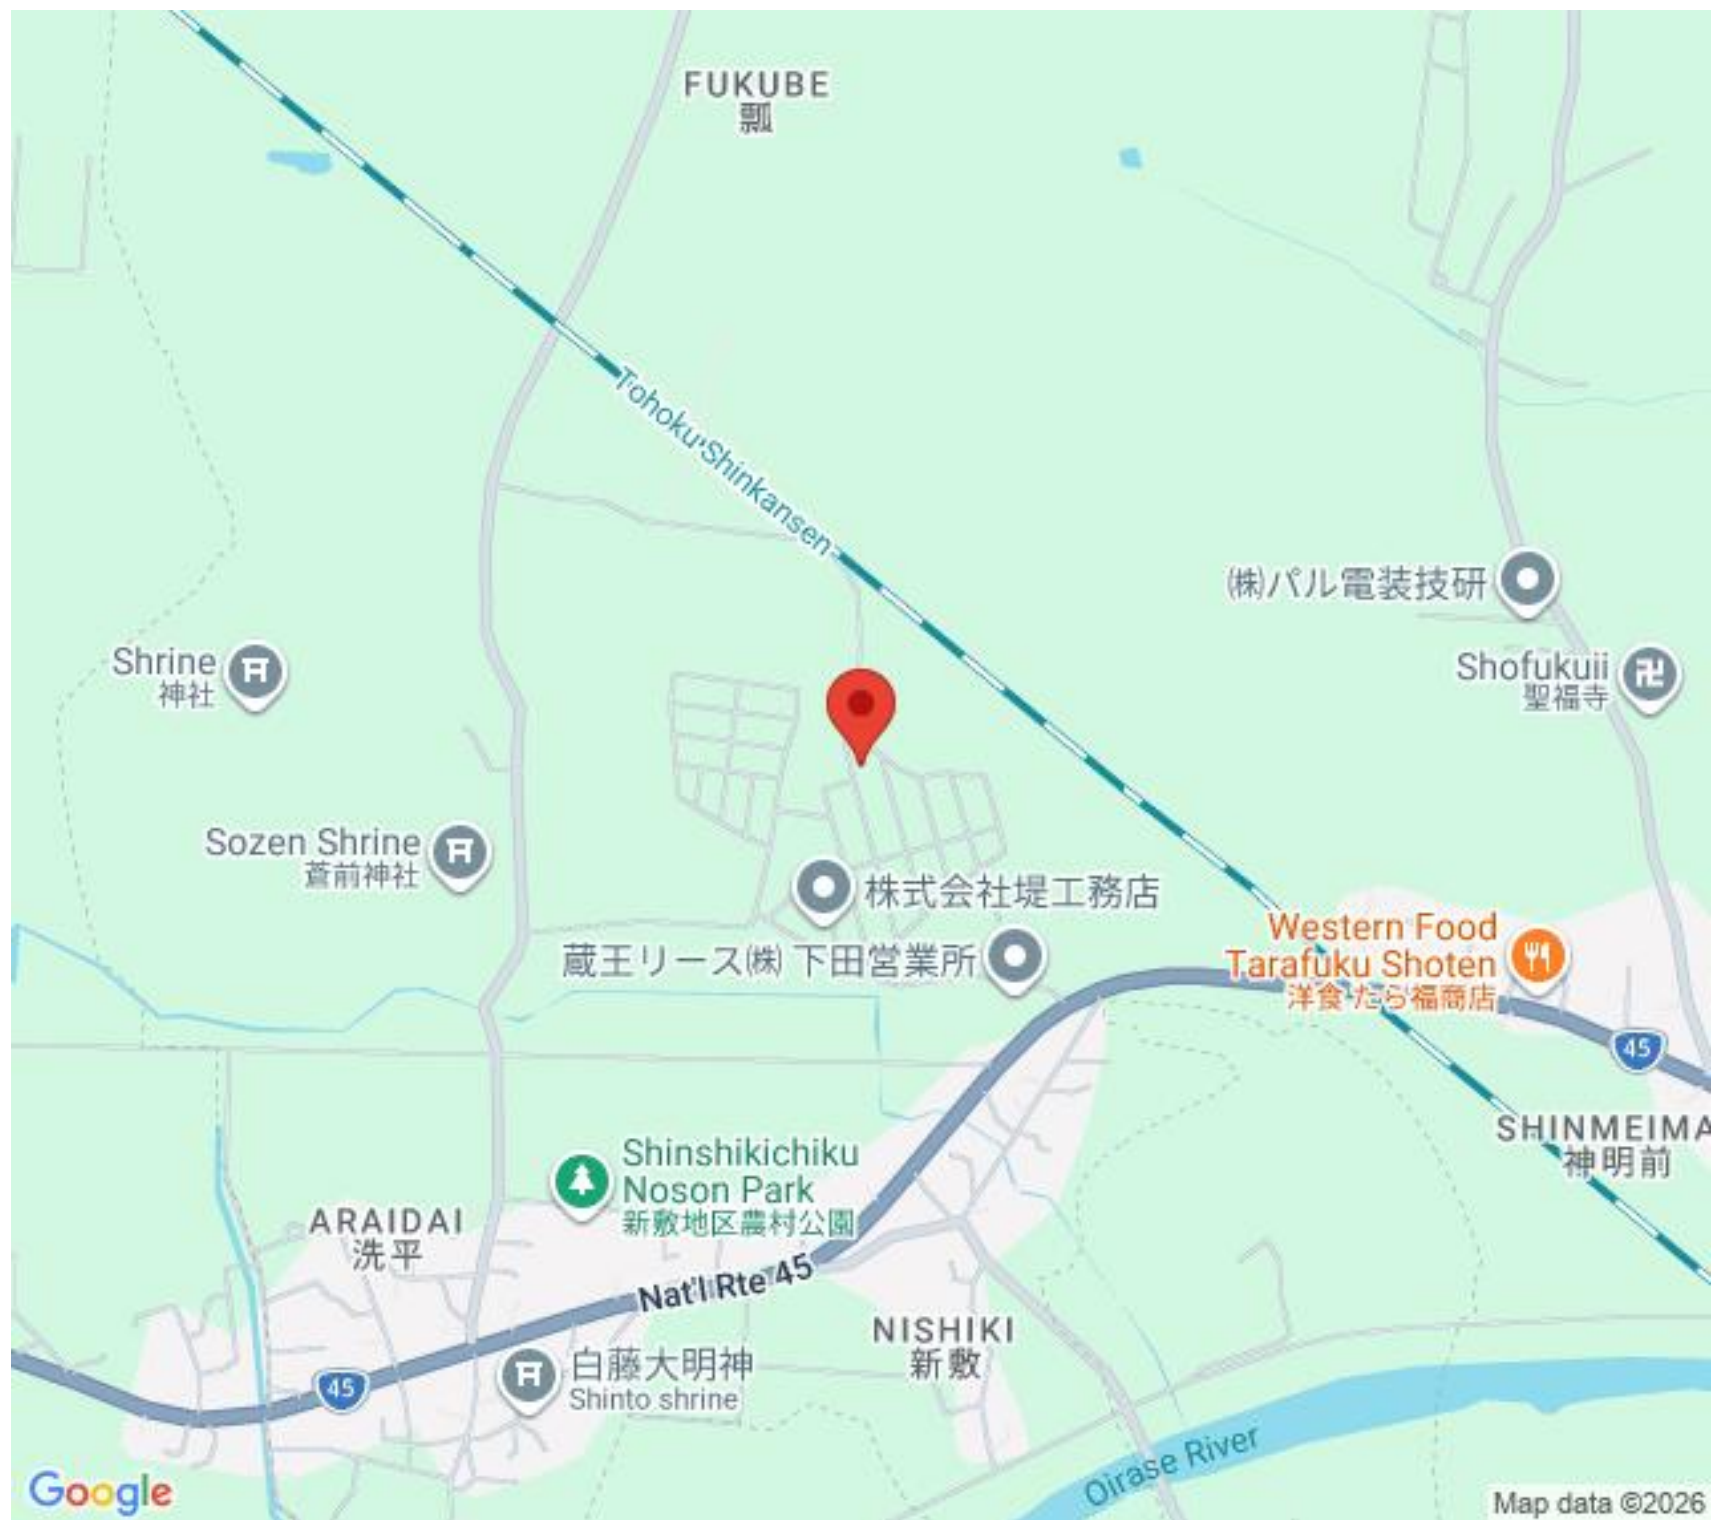 FUKUBE
瓢
Tohoku Shinkansen
㈱パル電装技研
Shrine
神社
Shofukuji
聖福寺
Sozen Shrine
蒼前神社
株式会社堤工務店
蔵王リース㈱ 下田営業所
Western Food
Tarafuku Shoten
洋食 たら福商店
45
SHINMEIMA
神明前
Shinshikichiku
Noson Park
新敷地区農村公園
ARAIDAI
洗平
Nat'l Rte 45
NISHIKI
新敷
45
白藤大明神
Shinto shrine
Oirase River
Google
Map data ©2026